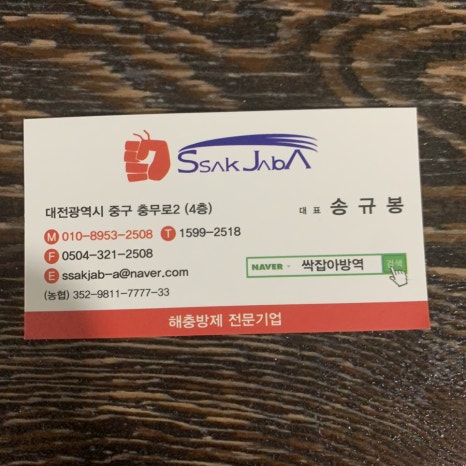 SSAK JABA
대전광역시 중구 충무로2 (4층)
대표 송규봉
M 010-8953-2508 T 1599-2518
F 0504-321-2508
E ssakjab-a@naver.com
NAVER - 싹잡아방역 검색
(농협) 352-9811-7777-33
해충방제 전문기업